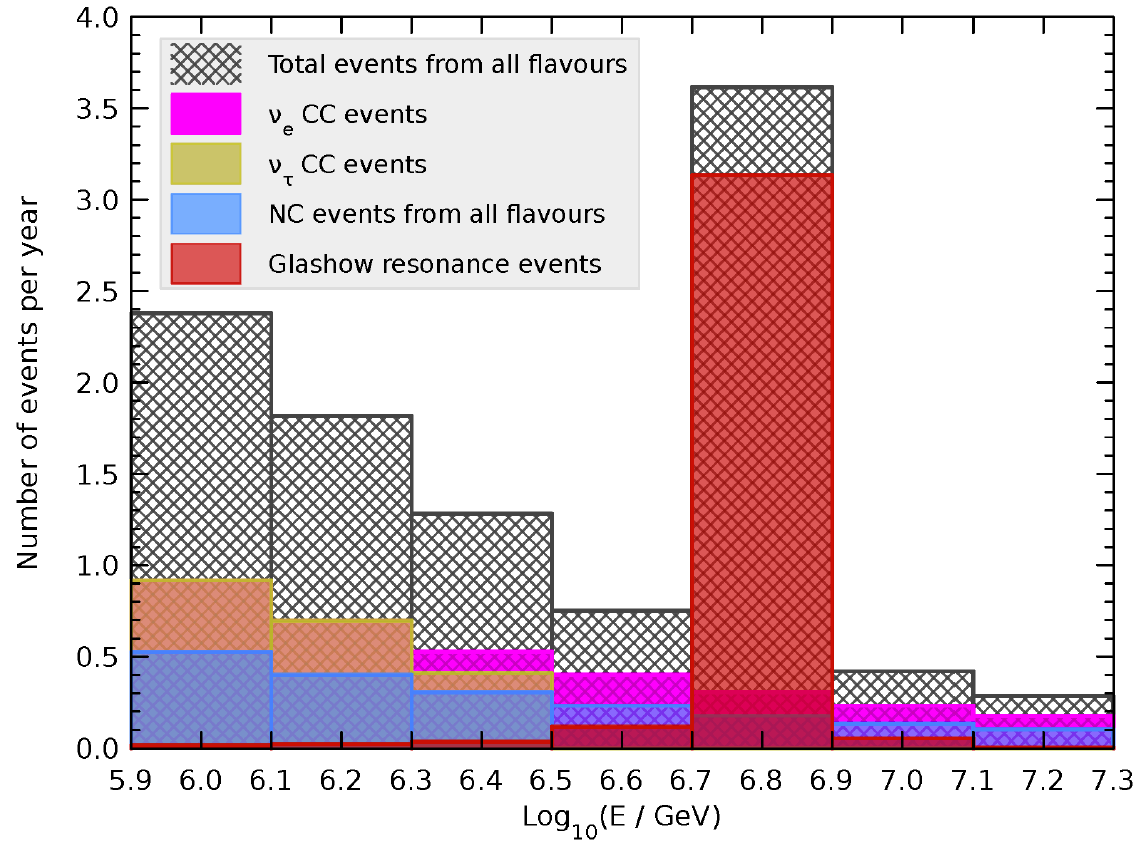 4.0
3.5
3.0
2.5
2.0
1.5
1.0
0.5
0.0
Number of events per year
Total events from all flavours
νe CC events
ντ CC events
NC events from all flavours
Glashow resonance events
5.9 6.0 6.1 6.2 6.3 6.4 6.5 6.6 6.7 6.8 6.9 7.0 7.1 7.2 7.3
Log10(E / GeV)